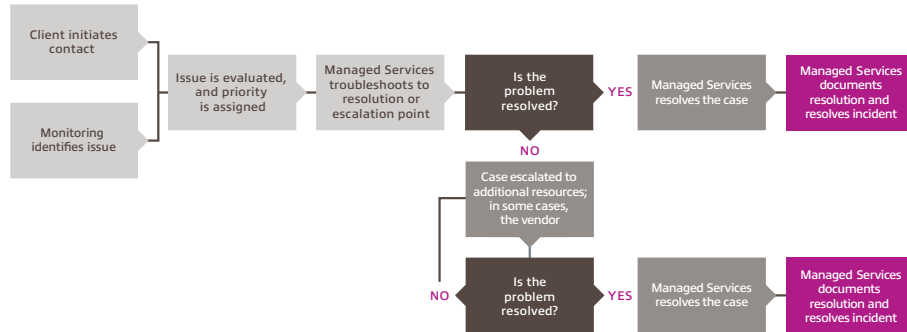 Client initiates
contact
Monitoring
identifies issue
Issue is evaluated,
and priority
is assigned
Managed Services
troubleshoots to
resolution or
escalation point
Is the
problem
resolved?
YES
Managed Services
resolves the case
Managed Services
documents
resolution and
resolves incident
NO
Case escalated to
additional resources;
in some cases,
the vendor
NO
Is the
problem
resolved?
YES
Managed Services
resolves the case
Managed Services
documents
resolution and
resolves incident